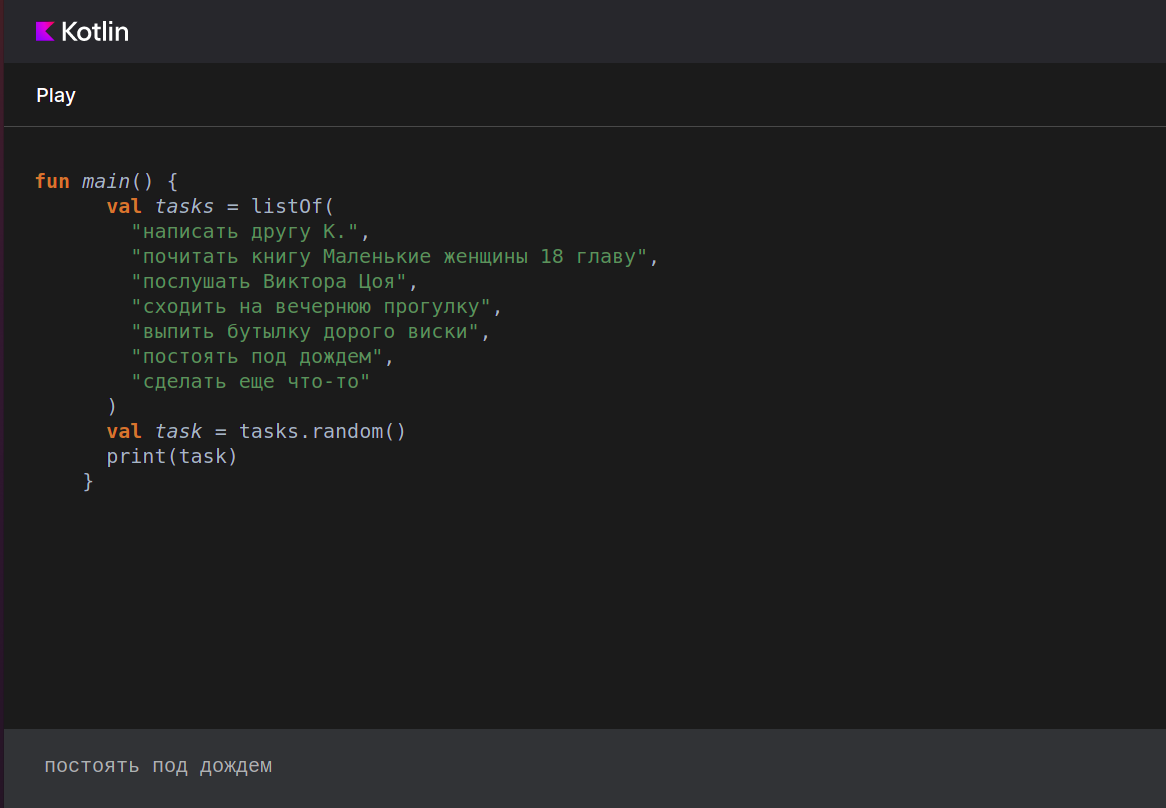 Kotlin
Play
fun main() {
val tasks = listOf(
"написать другу К.",
"почитать книгу Маленькие женщины 18 главу",
"послушать Виктора Цоя",
"сходить на вечернюю прогулку",
"выпить бутылку дорого виски",
"постоять под дождем",
"сделать еще что-то"
)
val task = tasks.random()
print(task)
}
постоять под дождем